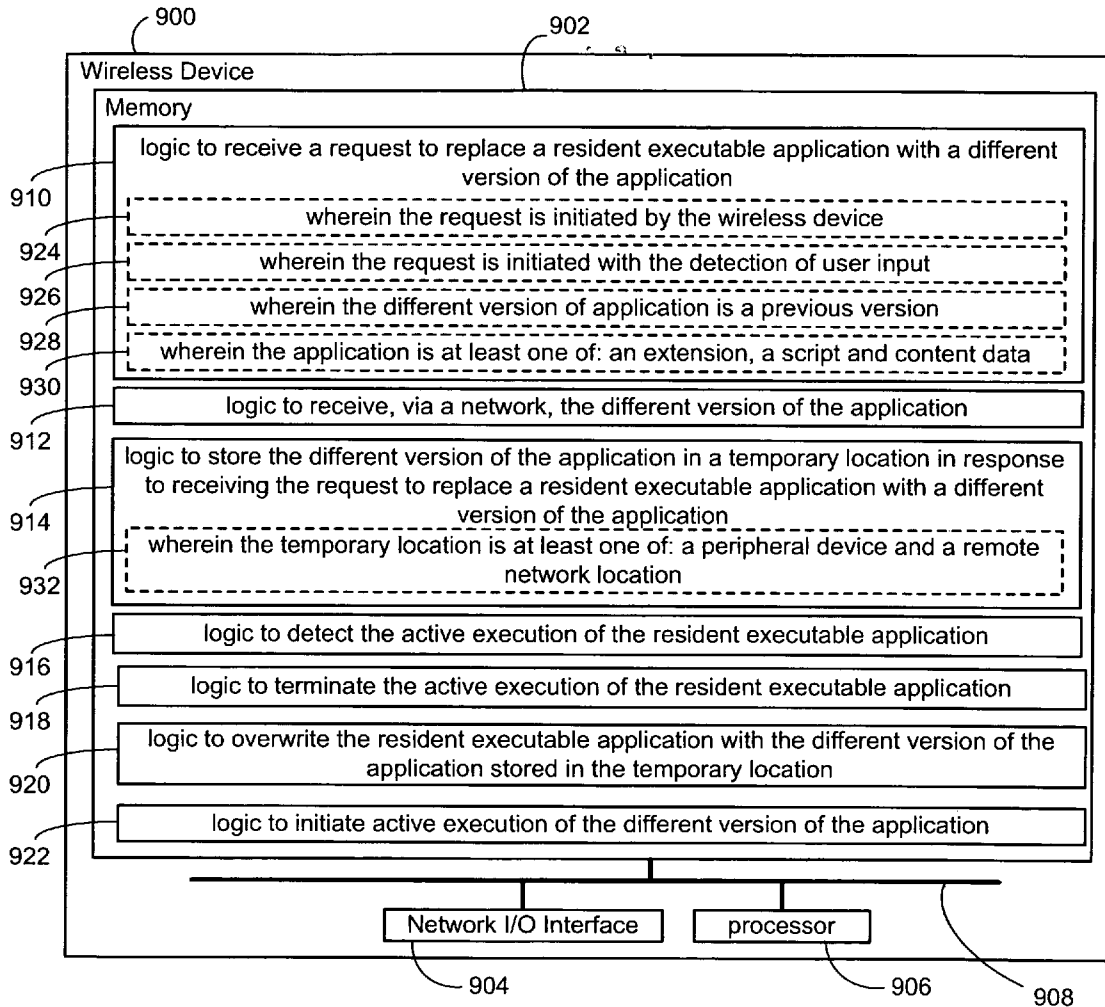 900
902
Wireless Device
Memory
logic to receive a request to replace a resident executable application with a different
version of the application
910
wherein the request is initiated by the wireless device
924
wherein the request is initiated with the detection of user input
926
wherein the different version of application is a previous version
928
wherein the application is at least one of: an extension, a script and content data
930
logic to receive, via a network, the different version of the application
912
logic to store the different version of the application in a temporary location in response
to receiving the request to replace a resident executable application with a different
version of the application
914
wherein the temporary location is at least one of: a peripheral device and a remote
network location
932
logic to detect the active execution of the resident executable application
916
logic to terminate the active execution of the resident executable application
918
logic to overwrite the resident executable application with the different version of the
application stored in the temporary location
920
logic to initiate active execution of the different version of the application
922
Network I/O Interface
processor
904
906
908